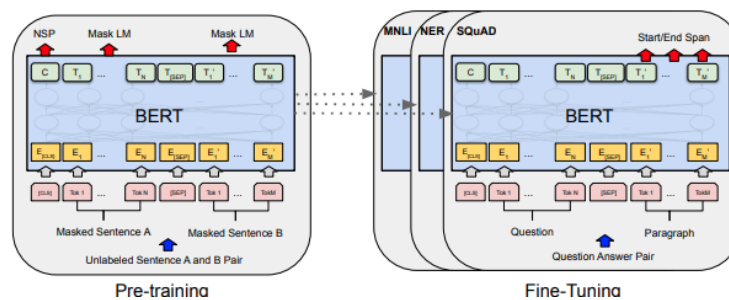 NSP Mask LM Mask LM
C T1 ... TN T[SEP] T1' ... TM'
BERT
E[CLS] E1 ... EN E[SEP] E1' ... EM'
[CLS] Tok 1 ... Tok N [SEP] Tok 1 ... TokM
Masked Sentence A Masked Sentence B
Unlabeled Sentence A and B Pair
Pre-training
MNLI NER SQuAD
Start/End Span
C T1 ... TN T[SEP] T1' ... TM'
BERT
E[CLS] E1 ... EN E[SEP] E1' ... EM'
[CLS] Tok 1 ... Tok N [SEP] Tok 1 ... TokM
Question Paragraph
Question Answer Pair
Fine-Tuning